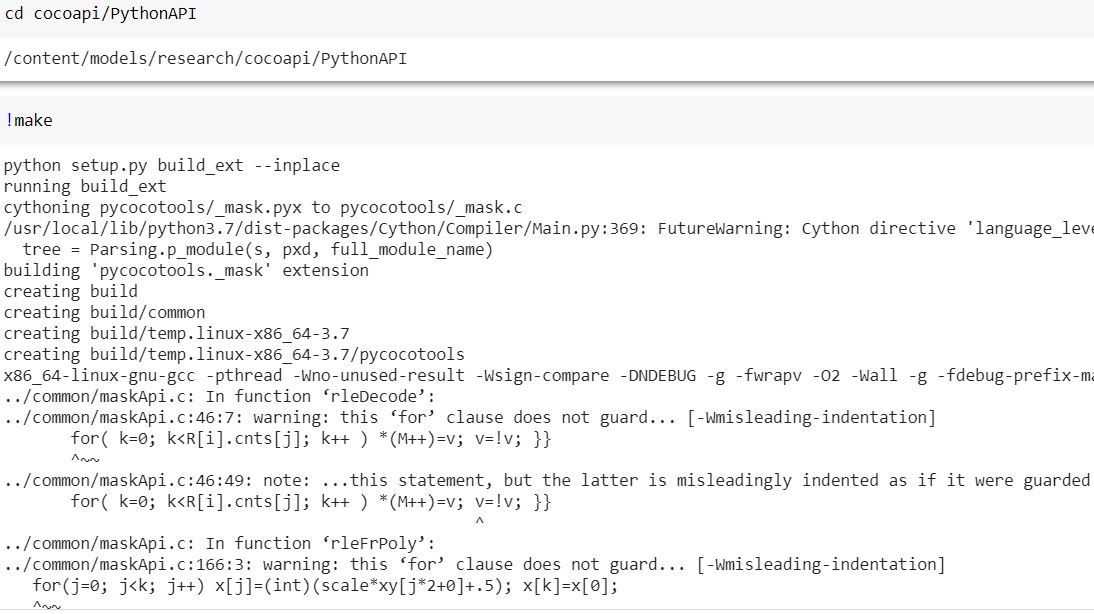 cd cocoapi/PythonAPI
/content/models/research/cocoapi/PythonAPI
!make
python setup.py build_ext --inplace
running build_ext
cythoning pycocotools/_mask.pyx to pycocotools/_mask.c
/usr/local/lib/python3.7/dist-packages/Cython/Compiler/Main.py:369: FutureWarning: Cython directive 'language_leve
  tree = Parsing.p_module(s, pxd, full_module_name)
building 'pycocotools._mask' extension
creating build
creating build/common
creating build/temp.linux-x86_64-3.7
creating build/temp.linux-x86_64-3.7/pycocotools
x86_64-linux-gnu-gcc -pthread -Wno-unused-result -Wsign-compare -DNDEBUG -g -fwrapv -O2 -Wall -g -fdebug-prefix-ma
../common/maskApi.c: In function ‘rleDecode’:
../common/maskApi.c:46:7: warning: this ‘for’ clause does not guard... [-Wmisleading-indentation]
       for( k=0; k<R[i].cnts[j]; k++ ) *(M++)=v; v=!v; }}
       ^~~
../common/maskApi.c:46:49: note: ...this statement, but the latter is misleadingly indented as if it were guarded
       for( k=0; k<R[i].cnts[j]; k++ ) *(M++)=v; v=!v; }}
                                                 ^
../common/maskApi.c: In function ‘rleFrPoly’:
../common/maskApi.c:166:3: warning: this ‘for’ clause does not guard... [-Wmisleading-indentation]
   for(j=0; j<k; j++) x[j]=(int)(scale*xy[j*2+0]+.5); x[k]=x[0];
   ^~~